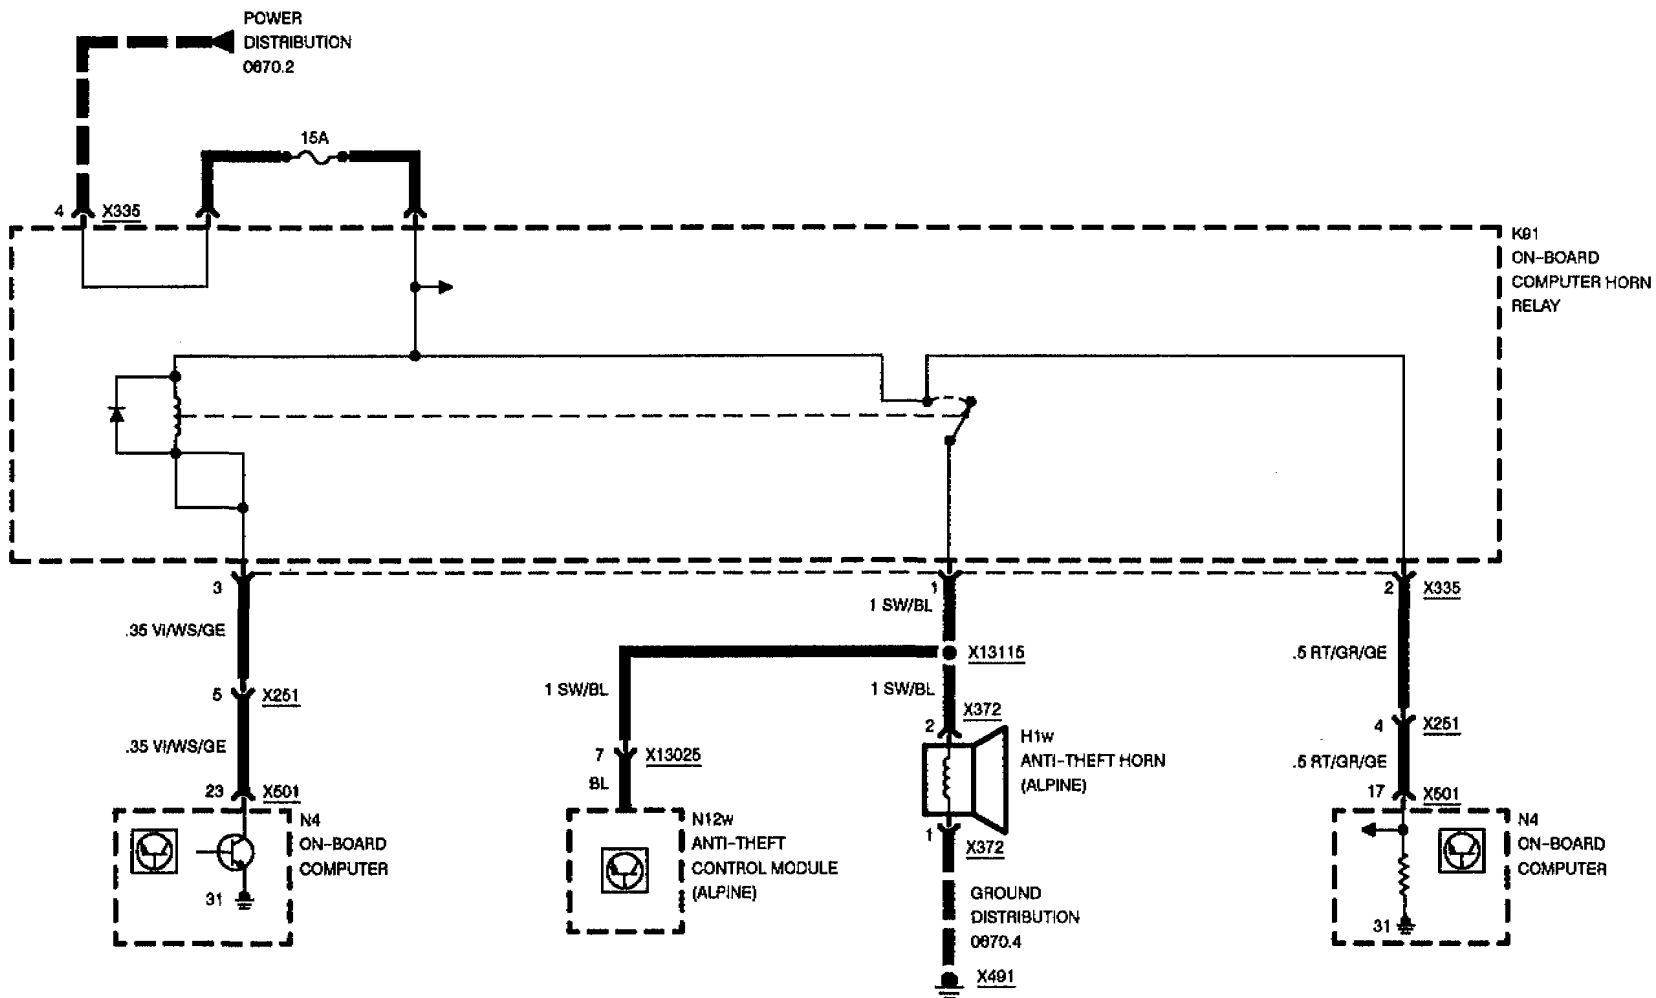 POWER
DISTRIBUTION
0670.2
15A
4 X335
K91
ON-BOARD
COMPUTER HORN
RELAY
3
1
2 X335
1 SW/BL
.35 VI/WS/GE
X13115
.5 RT/GR/GE
5 X251
1 SW/BL
1 SW/BL
X372
2
4 X251
H1w
ANTI-THEFT HORN
(ALPINE)
.35 VI/WS/GE
7 X13025
BL
.5 RT/GR/GE
23 X501
17 X501
N4
ON-BOARD
COMPUTER
31
N12w
ANTI-THEFT
CONTROL MODULE
(ALPINE)
1 X372
N4
ON-BOARD
COMPUTER
31
GROUND
DISTRIBUTION
0670.4
X491